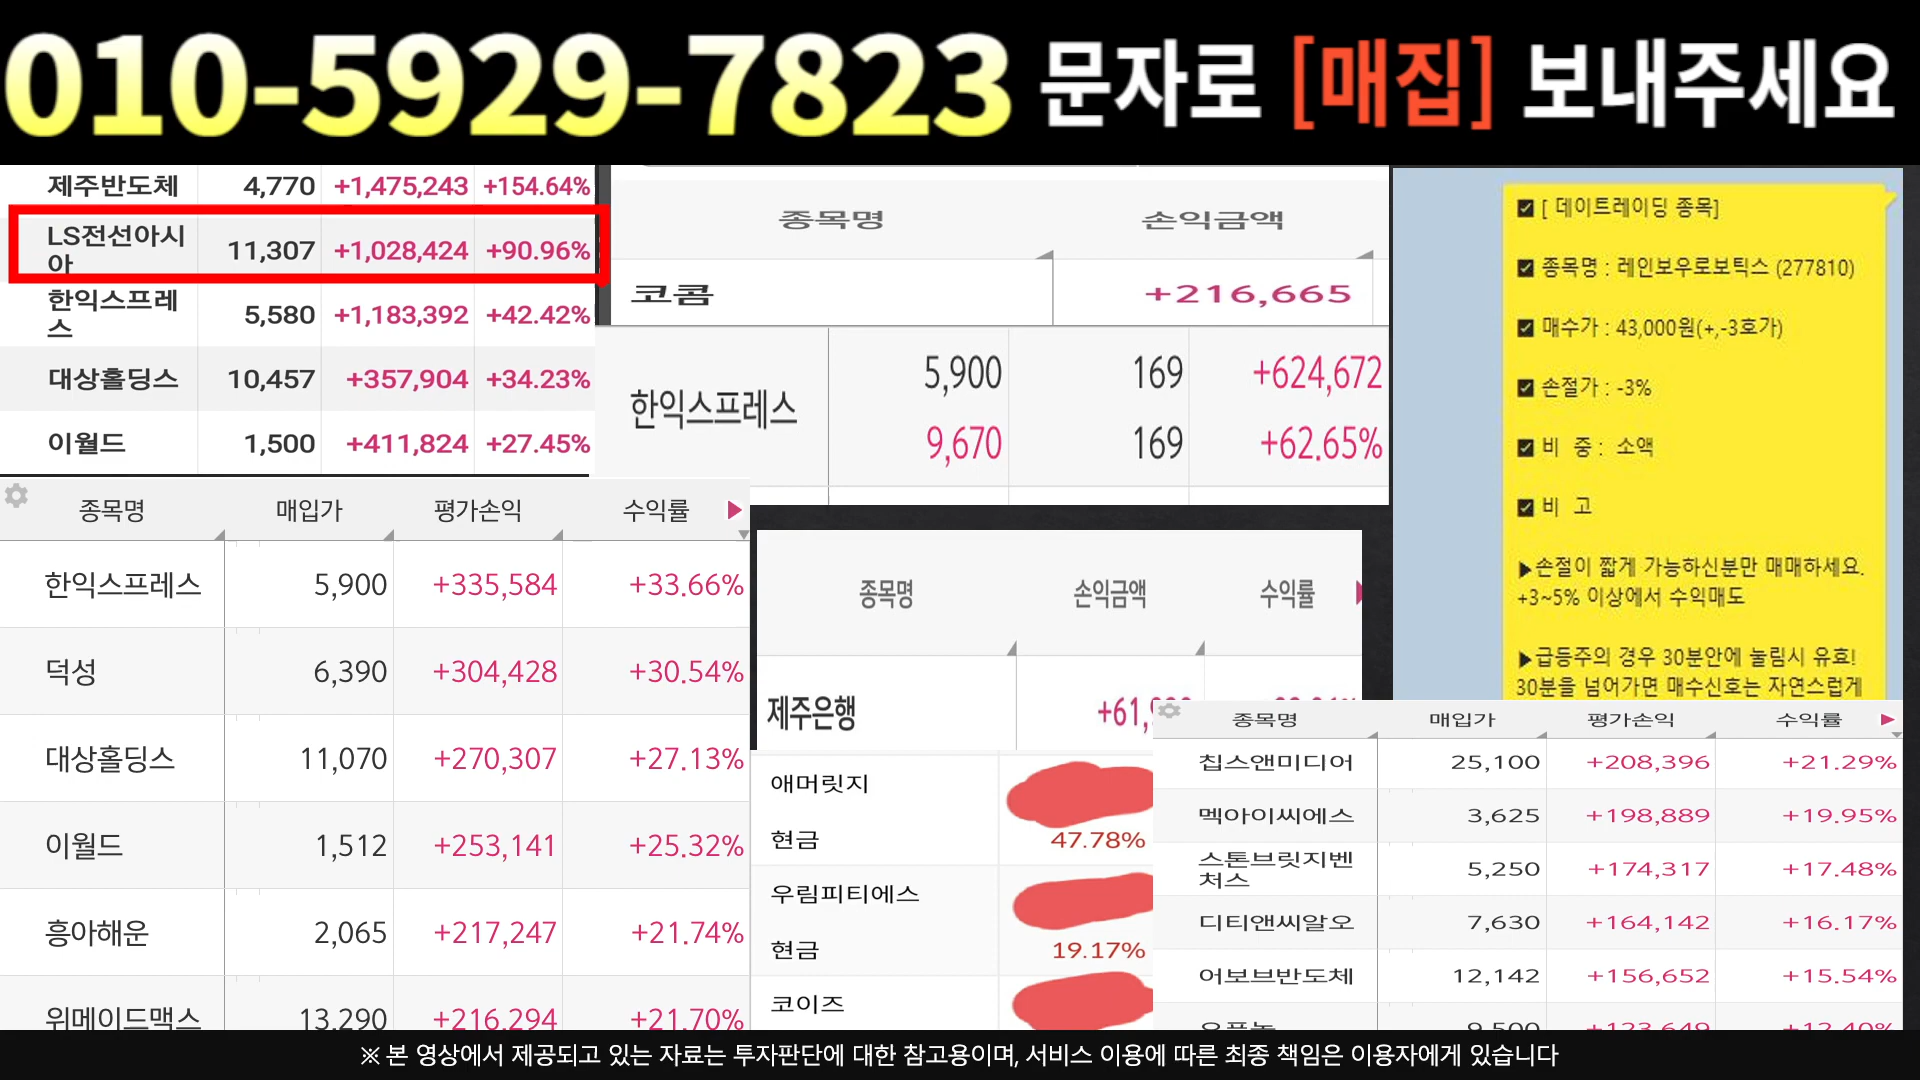 010-5929-7823 문자로 [매집] 보내주세요
제주반도체 4,770 +1,475,243 +154.64%
LS전선아시아 11,307 +1,028,424 +90.96%
한익스프레스 5,580 +1,183,392 +42.42%
대상홀딩스 10,457 +357,904 +34.23%
이월드 1,500 +411,824 +27.45%
종목명 손익금액
코콤 +216,665
한익스프레스 5,900 169 +624,672
9,670 169 +62.65%
☑ [ 데이트레이딩 종목]
☑ 종목명 : 레인보우로보틱스 (277810)
☑ 매수가 : 43,000원(+,-3호가)
☑ 손절가 : -3%
☑ 비 중 : 소액
☑ 비 고
▶손절이 짧게 가능하신분만 매매하세요.
+3~5% 이상에서 수익매도
▶급등주의 경우 30분안에 눌림시 유효!
30분을 넘어가면 매수신호는 자연스럽게
종목명 매입가 평가손익 수익률
한익스프레스 5,900 +335,584 +33.66%
덕성 6,390 +304,428 +30.54%
대상홀딩스 11,070 +270,307 +27.13%
이월드 1,512 +253,141 +25.32%
흥아해운 2,065 +217,247 +21.74%
위메이드맥스 13,290 +216,294 +21.70%
종목명 손익금액 수익률
제주은행 +61,
애머릿지
현금 47.78%
우림피티에스
현금 19.17%
코이즈
종목명 매입가 평가손익 수익률
칩스앤미디어 25,100 +208,396 +21.29%
멕아이씨에스 3,625 +198,889 +19.95%
스톤브릿지벤처스 5,250 +174,317 +17.48%
디티앤씨알오 7,630 +164,142 +16.17%
어보브반도체 12,142 +156,652 +15.54%
9,500 +123,649 +12.40%
※ 본 영상에서 제공되고 있는 자료는 투자판단에 대한 참고용이며, 서비스 이용에 따른 최종 책임은 이용자에게 있습니다